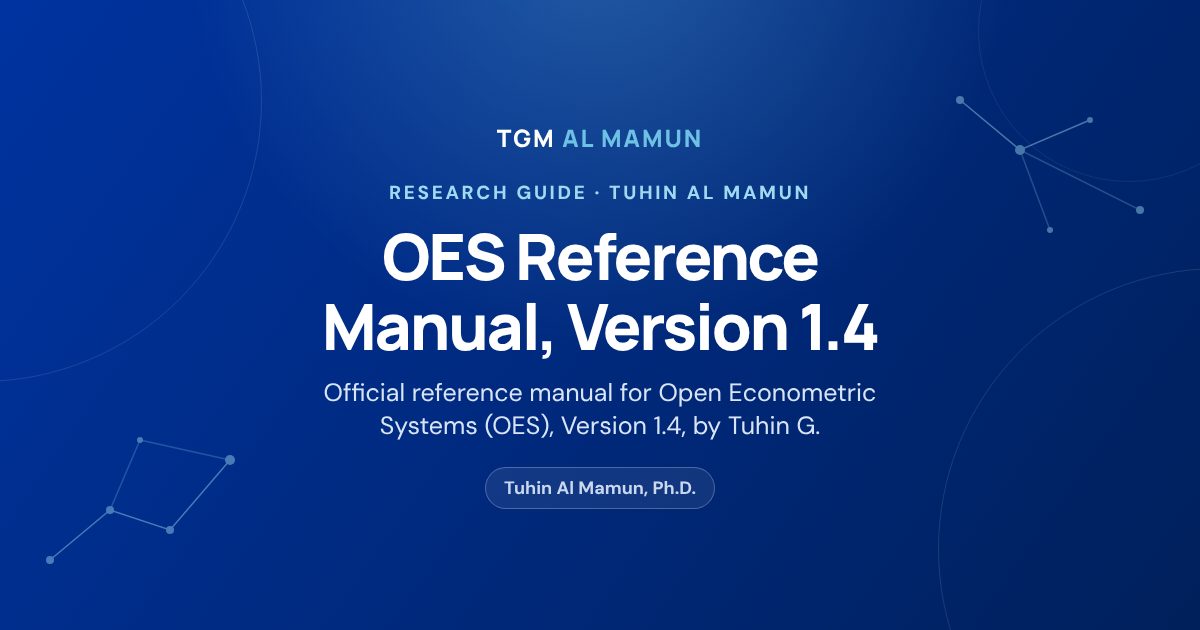 TGM AL MAMUN
RESEARCH GUIDE · TUHIN AL MAMUN
OES Reference
Manual, Version 1.4
Official reference manual for Open Econometric
Systems (OES), Version 1.4, by Tuhin G.
Tuhin Al Mamun, Ph.D.